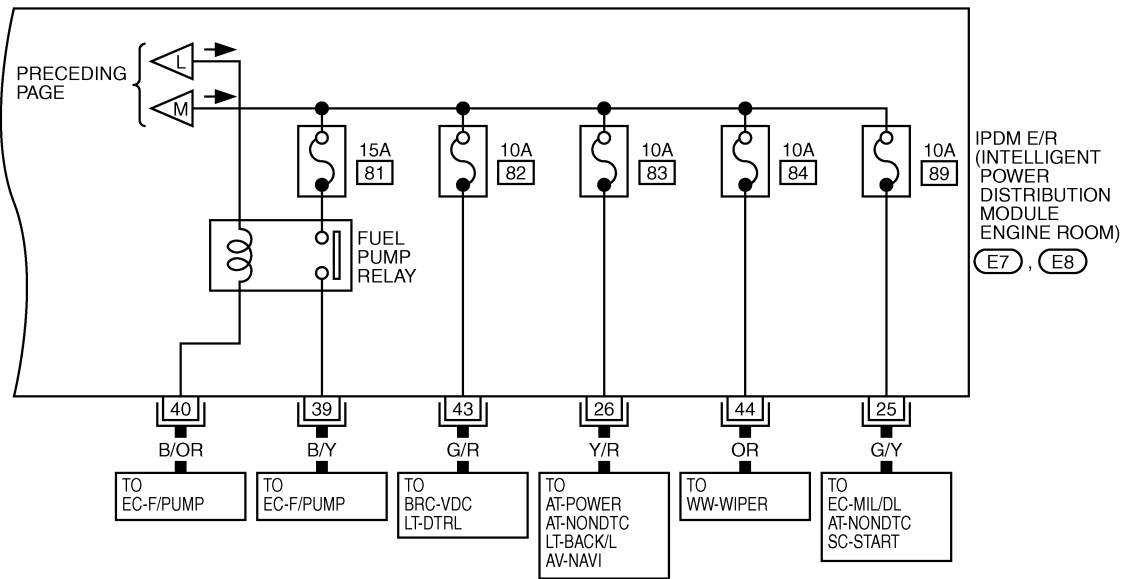 PRECEDING
PAGE
L
M
15A
81
10A
82
10A
83
10A
84
10A
89
IPDM E/R
(INTELLIGENT
POWER
DISTRIBUTION
MODULE
ENGINE ROOM)
E7 , E8
FUEL
PUMP
RELAY
40
39
43
26
44
25
B/OR
B/Y
G/R
Y/R
OR
G/Y
TO
EC-F/PUMP
TO
EC-F/PUMP
TO
BRC-VDC
LT-DTRL
TO
AT-POWER
AT-NONDTC
LT-BACK/L
AV-NAVI
TO
WW-WIPER
TO
EC-MIL/DL
AT-NONDTC
SC-START